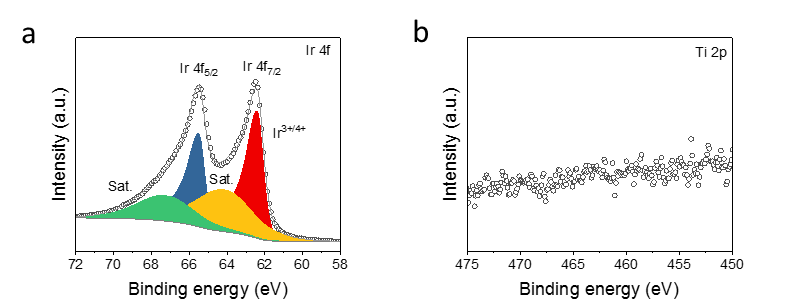 a
Ir 4f
Ir 4f5/2
Ir 4f7/2
Ir3+/4+
Sat.
Sat.
Intensity (a.u.)
72 70 68 66 64 62 60 58
Binding energy (eV)
b
Ti 2p
Intensity (a.u.)
475 470 465 460 455 450
Binding energy (eV)